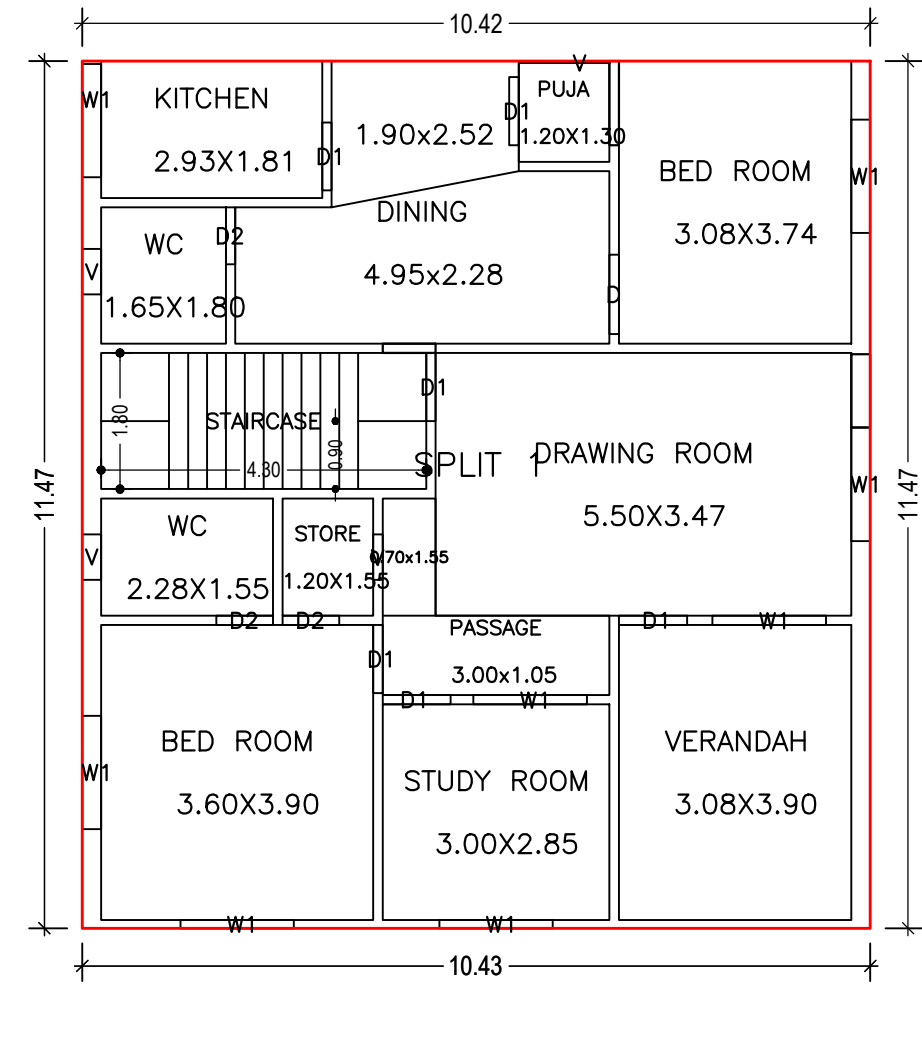 10.42
V
W1
KITCHEN
PUJA
D1
1.90x2.52
1.20X1.30
2.93X1.81
D1
BED ROOM
W1
DINING
3.08X3.74
WC
D2
V
4.95x2.28
D
1.65X1.80
D1
1.80
STAIRCASE
0.90
4.30
SPLIT 1
DRAWING ROOM
W1
11.47
11.47
5.50X3.47
WC
STORE
V
V
0.70x1.55
2.28X1.55
1.20X1.55
D2
D2
PASSAGE
D1
W1
D1
3.00x1.05
D1
W1
BED ROOM
VERANDAH
W1
STUDY ROOM
3.60X3.90
3.08X3.90
3.00X2.85
W1
W1
10.43